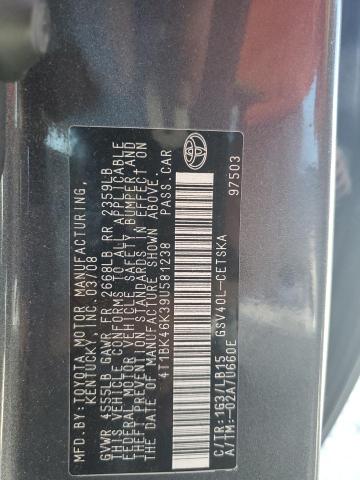 MFD.BY:TOYOTA MOTOR MANUFACTURING,
KENTUCKY, INC. 03/08
GVWR 4555LB GAWR FR 2668LB RR 2359LB
THIS VEHICLE CONFORMS TO ALL APPLICABLE
FEDERAL MOTOR VEHICLE SAFETY, BUMPER AND
THEFT PREVENTION STANDARDS IN EFFECT ON
THE DATE OF MANUFACTURE SHOWN ABOVE.
4T1BK46K39U581238 PASS.CAR
C/TR:1G3/LB15 GSV40L-CETSKA
A/TM:-02A/U660E 97503
TOYOTA